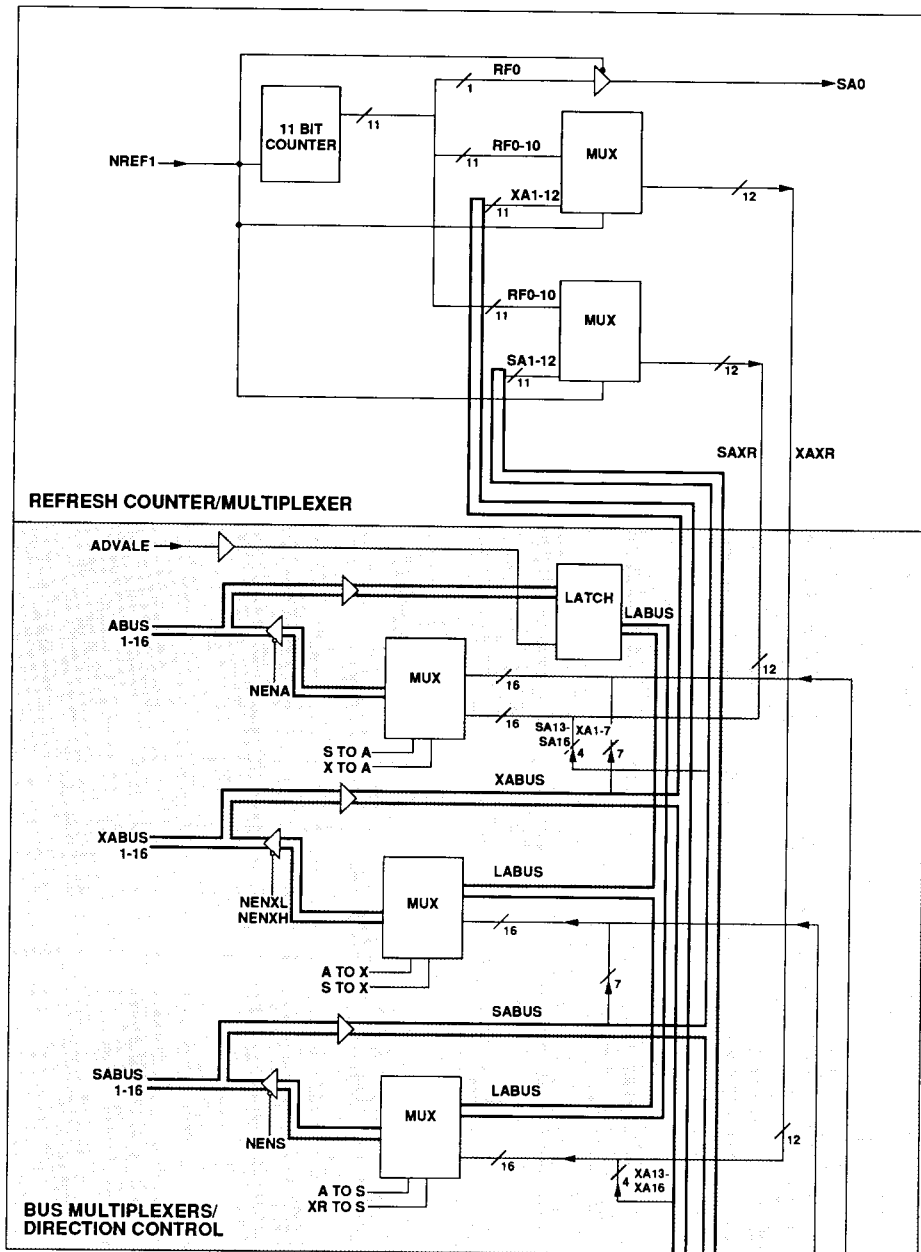 RF0
1
SA0
11 BIT
COUNTER
11
NREF1
RF0-10
11
MUX
XA1-12
11
12
RF0-10
11
MUX
SA1-12
11
12
SAXR
XAXR
REFRESH COUNTER/MULTIPLEXER
ADVALE
LATCH
LABUS
ABUS
1-16
NENA
MUX
16
16
12
SA13-
SA16
4
XA1-7
7
S TO A
X TO A
XABUS
XABUS
1-16
NENXL
NENXH
LABUS
MUX
16
A TO X
S TO X
7
SABUS
SABUS
1-16
NENS
LABUS
MUX
16
12
4
XA13-
XA16
A TO S
XR TO S
BUS MULTIPLEXERS/
DIRECTION CONTROL